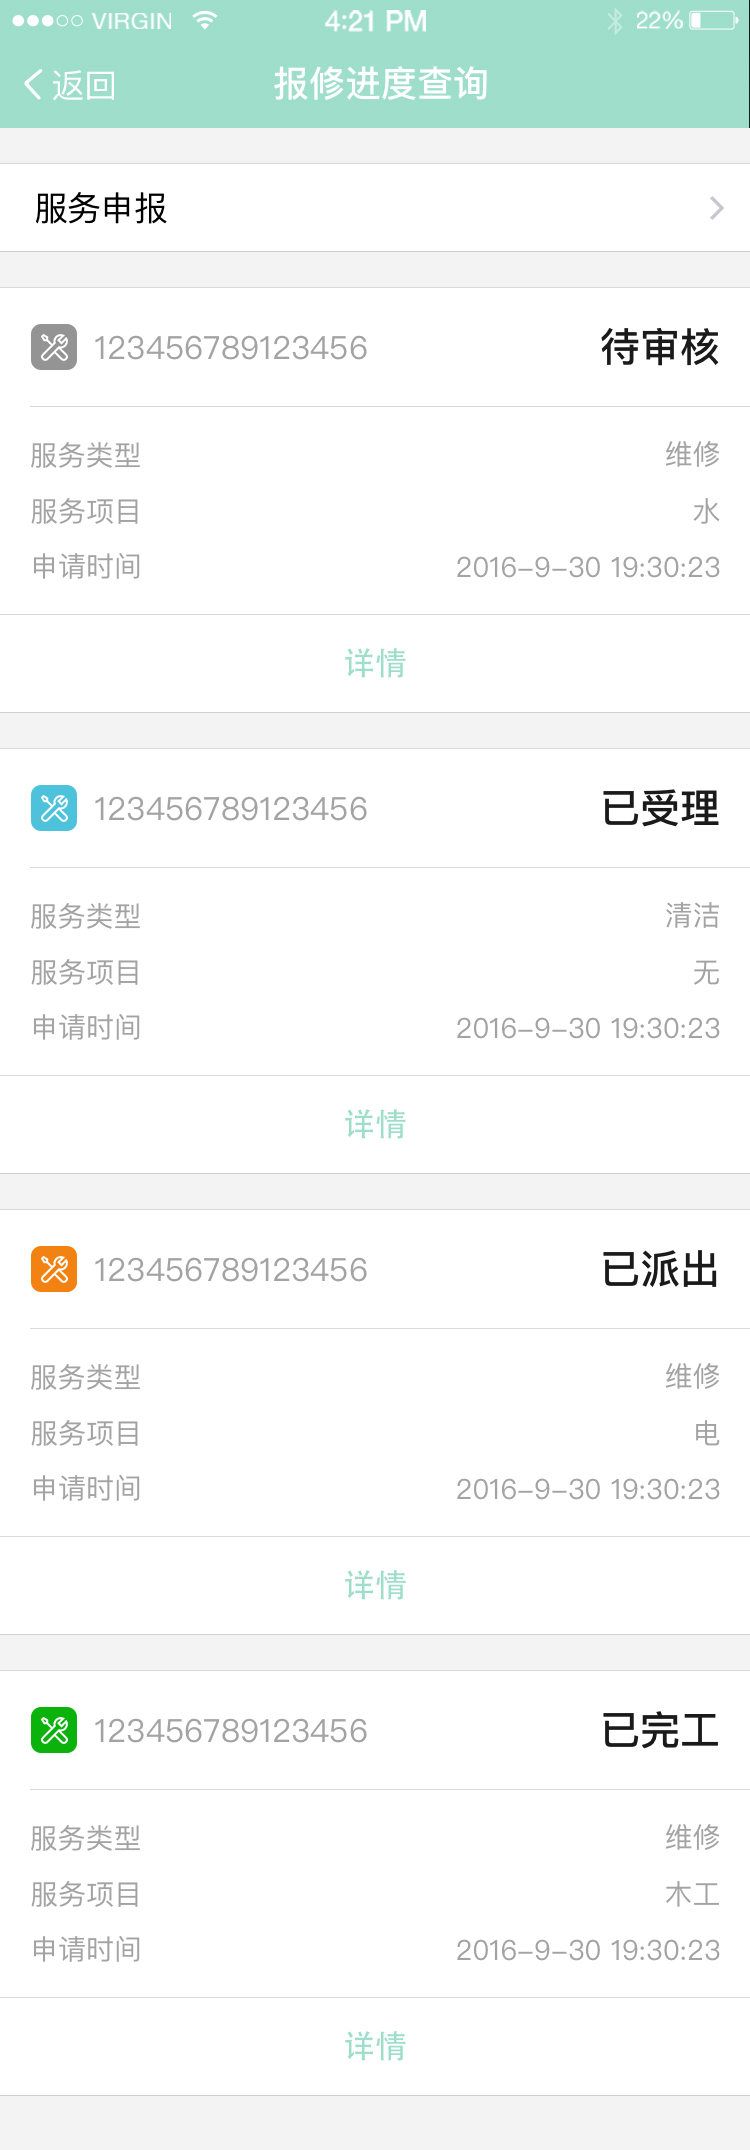 VIRGIN 4:21 PM 22%
返回 报修进度查询
服务申报
123456789123456 待审核
服务类型 维修
服务项目 水
申请时间 2016-9-30 19:30:23
详情
123456789123456 已受理
服务类型 清洁
服务项目 无
申请时间 2016-9-30 19:30:23
详情
123456789123456 已派出
服务类型 维修
服务项目 电
申请时间 2016-9-30 19:30:23
详情
123456789123456 已完工
服务类型 维修
服务项目 木工
申请时间 2016-9-30 19:30:23
详情